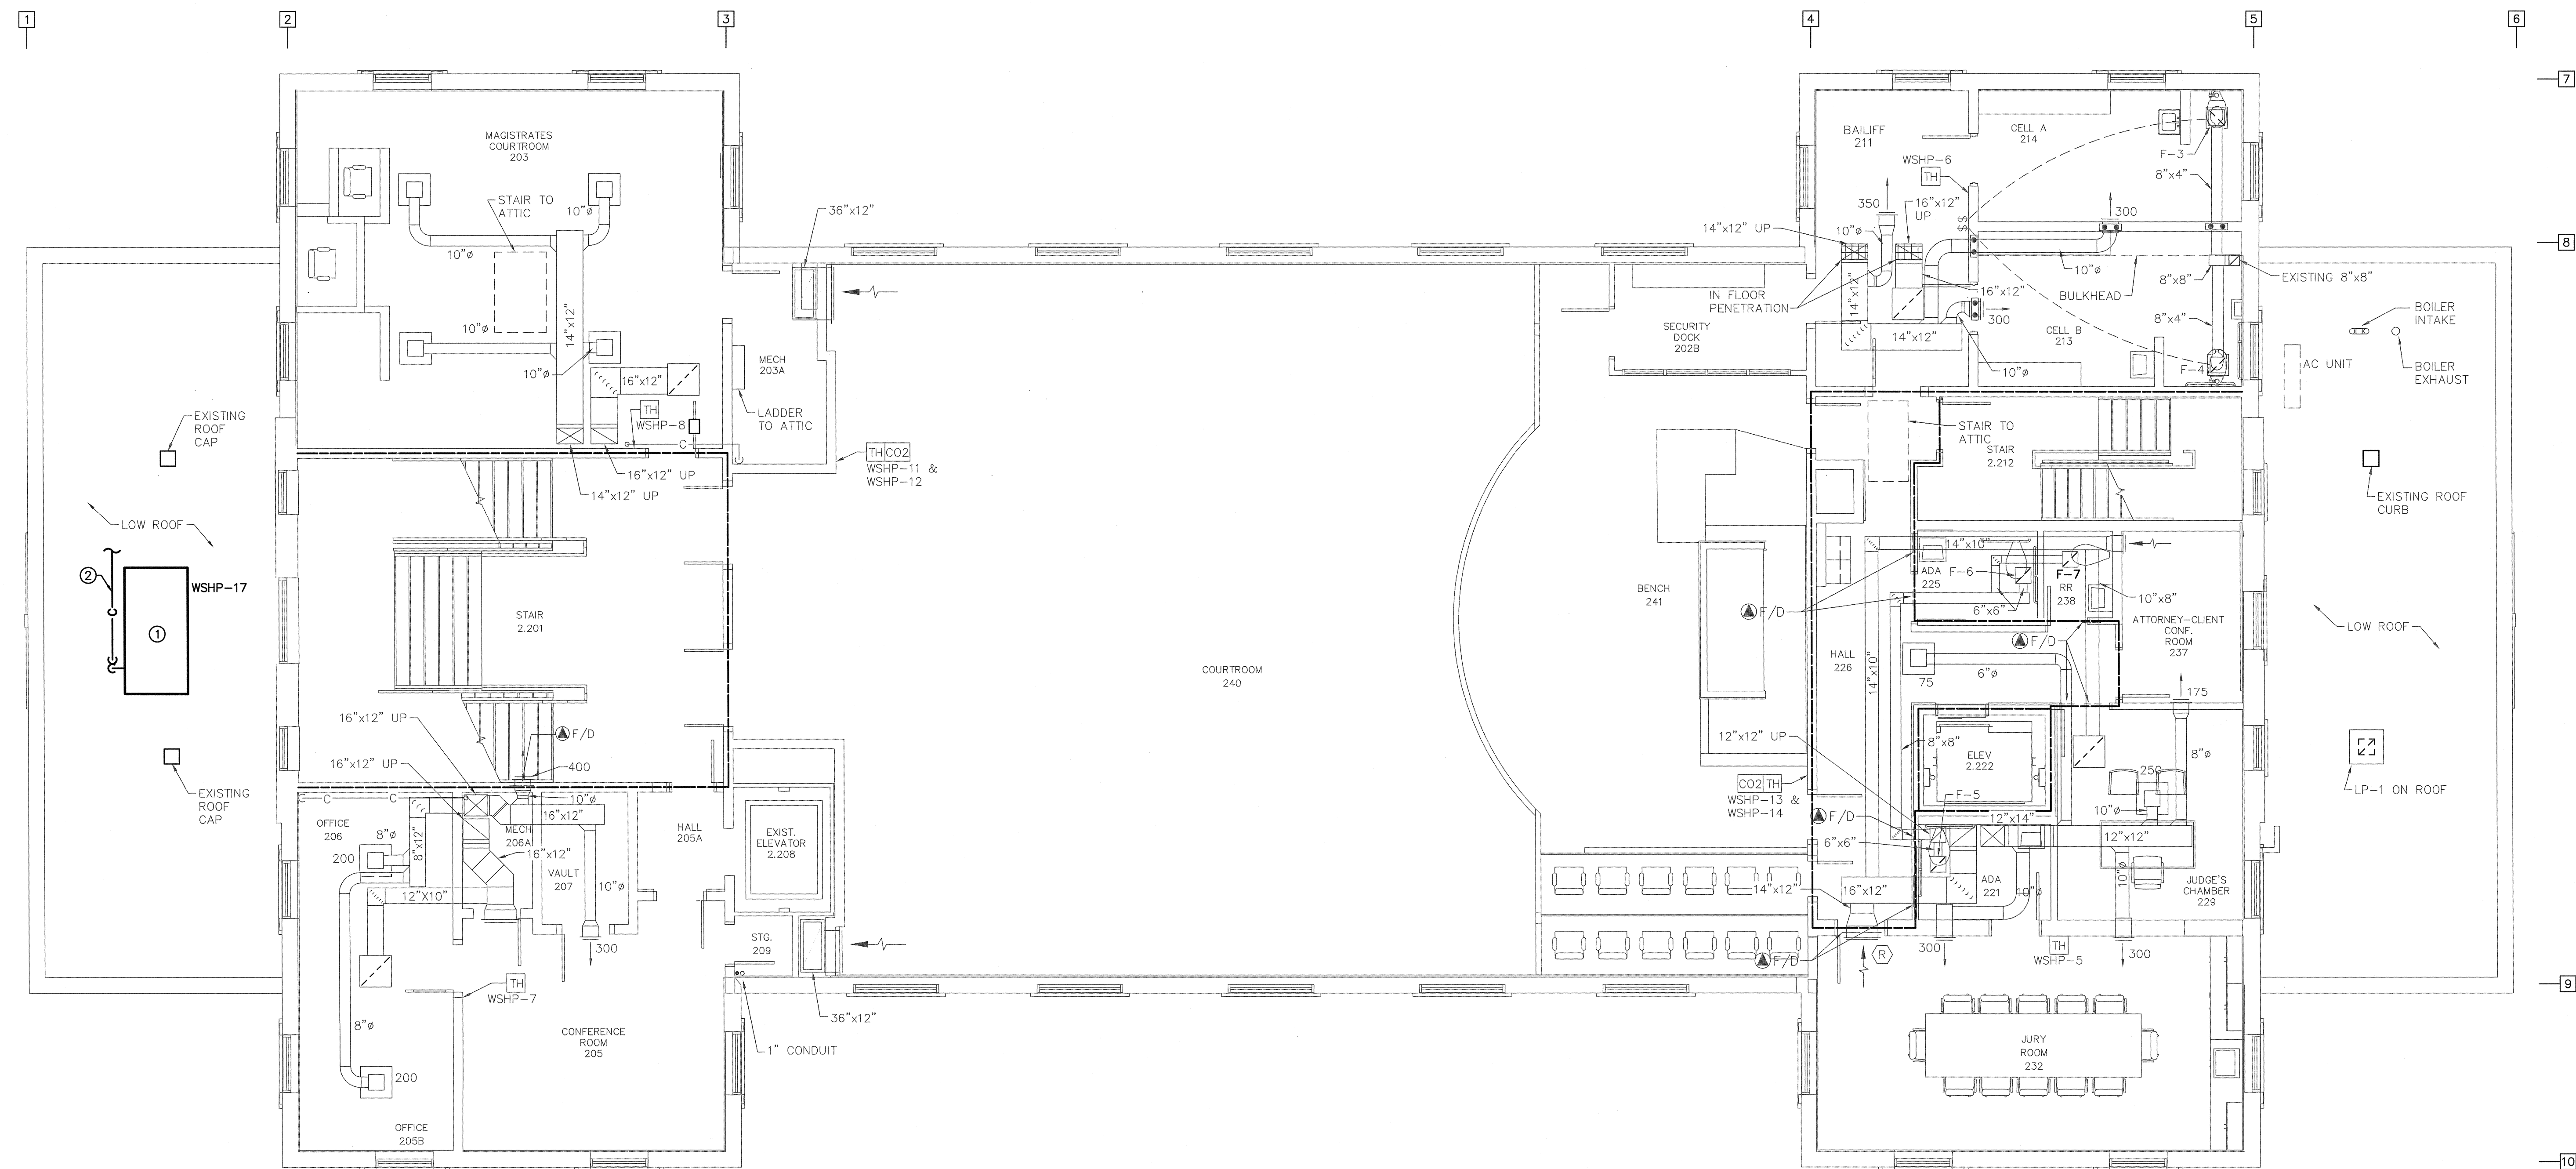 1
2
3
4
5
6
7
MAGISTRATES
COURTROOM
203
STAIR TO
ATTIC
10"ø
10"ø
10"ø
10"ø
14"x12"
16"x12"
TH
WSHP-8
C
16"x12" UP
14"x12" UP
36"x12"
MECH
203A
LADDER
TO ATTIC
TH CO2
WSHP-11 &
WSHP-12
EXISTING
ROOF
CAP
LOW ROOF
2
C
WSHP-17
1
EXISTING
ROOF
CAP
STAIR
2.201
16"x12" UP
16"x12" UP
F/D
400
10"ø
16"x12"
C
C
C
OFFICE
206
8"ø
200
8"x12"
MECH
206A
16"x12"
VAULT
207
10"ø
12"X10"
300
HALL
205A
EXIST.
ELEVATOR
2.208
STG.
209
TH
WSHP-7
8"ø
200
36"x12"
CONFERENCE
ROOM
205
1" CONDUIT
OFFICE
205B
COURTROOM
240
BENCH
241
SECURITY
DOCK
202B
BAILIFF
211
WSHP-6
TH
350
16"x12"
UP
14"x12" UP
10"ø
14"x12"
IN FLOOR
PENETRATION
16"x12"
300
14"x12"
10"ø
CELL A
214
F-3
8"x4"
S
S
300
10"ø
8"x8"
EXISTING 8"x8"
BULKHEAD
8"x4"
CELL B
213
F-4
8
BOILER
INTAKE
AC UNIT
BOILER
EXHAUST
STAIR TO
ATTIC
STAIR
2.212
EXISTING ROOF
CURB
14"x10"
ADA
225
F-6
F-7
RR
238
10"x8"
6"x6"
F/D
F/D
ATTORNEY-CLIENT
CONF.
ROOM
237
LOW ROOF
HALL
226
14"x10"
75
6"ø
175
12"x12" UP
8"x8"
ELEV
2.222
8"ø
250
10"ø
LP-1 ON ROOF
CO2 TH
WSHP-13 &
WSHP-14
F-5
F/D
12"x14"
12"x12"
6"x6"
14"x12"
16"x12"
ADA
221
10"ø
10"ø
JUDGE'S
CHAMBER
229
300
TH
WSHP-5
300
F/D
R
9
JURY
ROOM
232
10